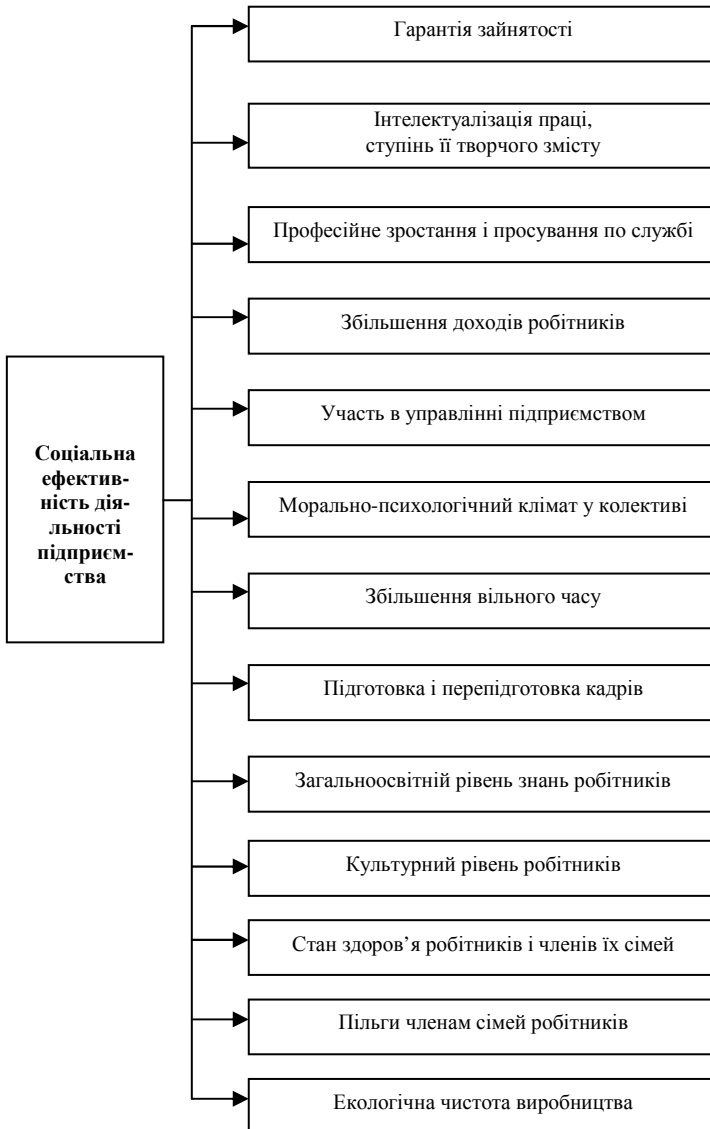 Гарантія зайнятості
Інтелектуалізація праці,
ступінь її творчого змісту
Професійне зростання і просування по службі
Збільшення доходів робітників
Участь в управлінні підприємством
Соціальна
ефектив-
ність дія-
льності
підприєм-
ства
Морально-психологічний клімат у колективі
Збільшення вільного часу
Підготовка і перепідготовка кадрів
Загальноосвітній рівень знань робітників
Культурний рівень робітників
Стан здоров’я робітників і членів їх сімей
Пільги членам сімей робітників
Екологічна чистота виробництва